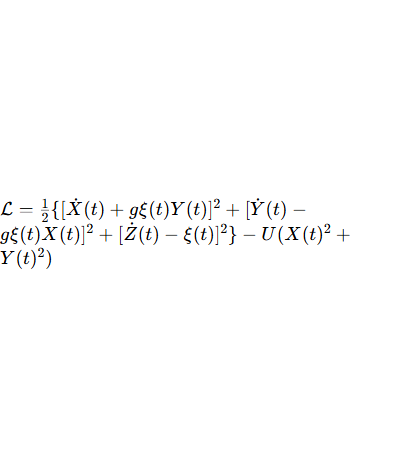 ℒ = ½{[Ẋ(t) + gξ(t)Y(t)]² + [Ẏ(t) −
gξ(t)X(t)]² + [Ż(t) − ξ(t)]²} − U(X(t)² +
Y(t)²)